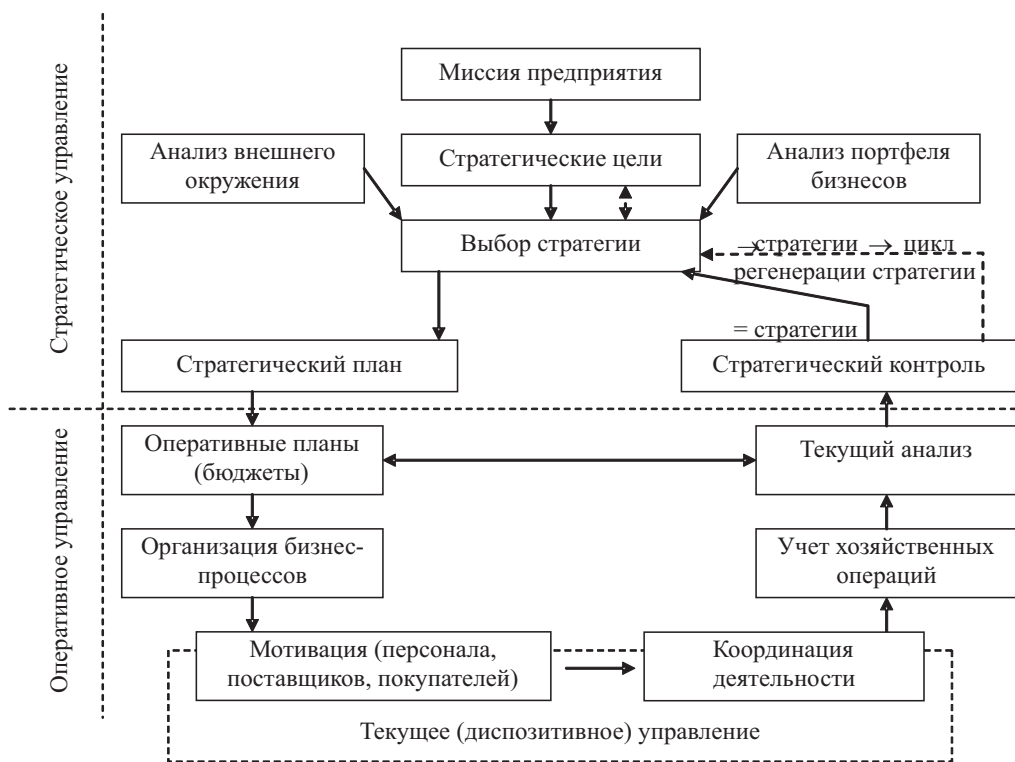 Стратегическое управление
Миссия предприятия
Анализ внешнего
окружения
Стратегические цели
Анализ портфеля
бизнесов
Выбор стратегии
→стратегии → цикл
регенерации стратегии
= стратегии
Стратегический план
Стратегический контроль
Оперативное управление
Оперативные планы
(бюджеты)
Текущий анализ
Организация бизнес-
процессов
Учет хозяйственных
операций
Мотивация (персонала,
поставщиков, покупателей)
Координация
деятельности
Текущее (диспозитивное) управление